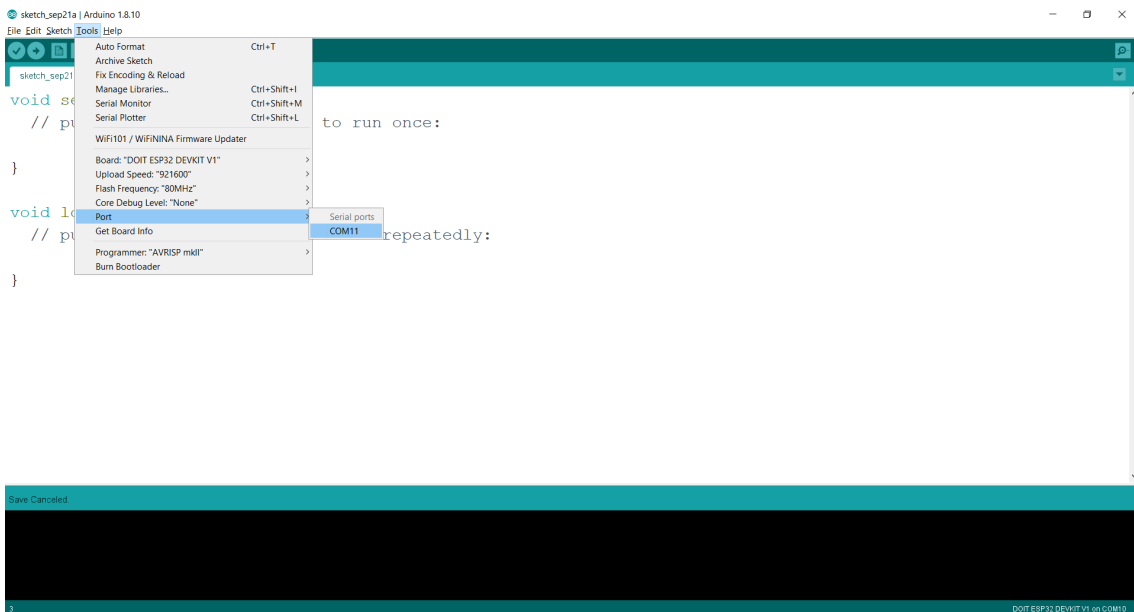 sketch_sep21a | Arduino 1.8.10
File Edit Sketch Tools Help
sketch_sep21
Auto Format Ctrl+T
Archive Sketch
Fix Encoding & Reload
Manage Libraries... Ctrl+Shift+I
Serial Monitor Ctrl+Shift+M
Serial Plotter Ctrl+Shift+L
WiFi101 / WiFiNINA Firmware Updater
Board: "DOIT ESP32 DEVKIT V1"
Upload Speed: "921600"
Flash Frequency: "80MHz"
Core Debug Level: "None"
Port
Get Board Info
Programmer: "AVRISP mkII"
Burn Bootloader
Serial ports
COM11
void se
// pu to run once:
}
void lo
// pu repeatedly:
}
Save Canceled.
3 DOIT ESP32 DEVKIT V1 on COM10